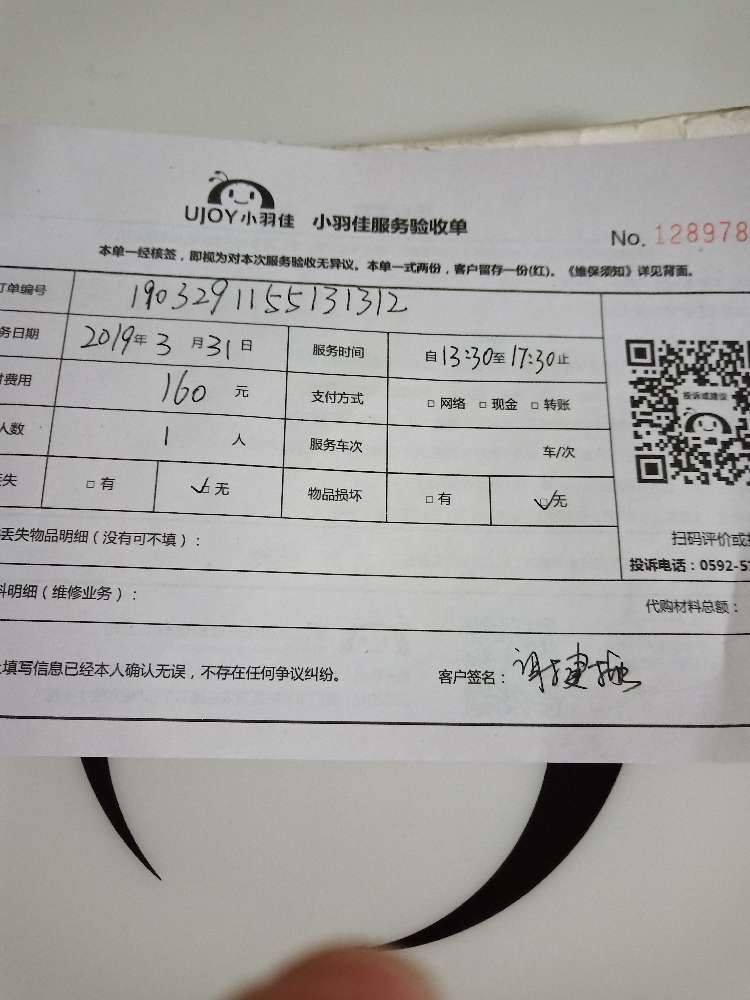 UJOY小羽佳 小羽佳服务验收单
No. 128978
本单一经核签，即视为对本次服务验收无异议。本单一式两份，客户留存一份(红)。《维保须知》详见背面。
订单编号 1903291155131312
务日期 2019年 3 月 31 日 服务时间 自 13:30 至 17:30 止
费用 160 元 支付方式 □ 网络 □ 现金 □ 转账
人数 1 人 服务车次 车/次
失 □ 有 ✓□ 无 物品损坏 □ 有 ✓□ 无
投诉或建议
扫码评价或
投诉电话：0592-5
丢失物品明细（没有可不填）：
料明细（维修业务）： 代购材料总额：
填写信息已经本人确认无误，不存在任何争议纠纷。 客户签名：